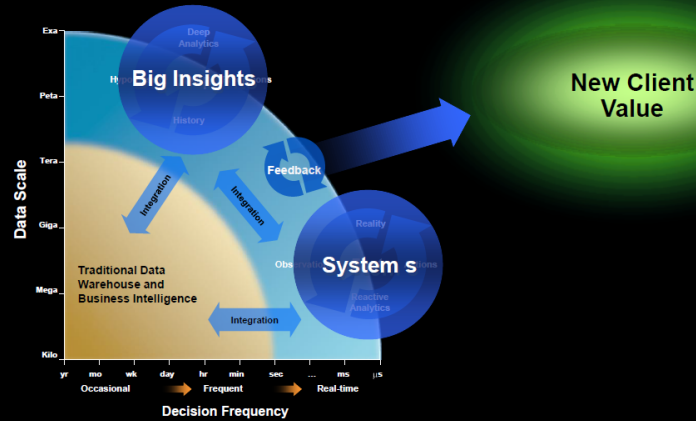 Exa
Peta
Tera
Giga
Mega
Kilo
Data Scale
Deep
Analytics
Big Insights
History
Feedback
Integration
Integration
Integration
Reality
System s
Reactive
Analytics
Traditional Data
Warehouse and
Business Intelligence
New Client
Value
yr mo wk day hr min sec ... ms µs
Occasional Frequent Real-time
Decision Frequency